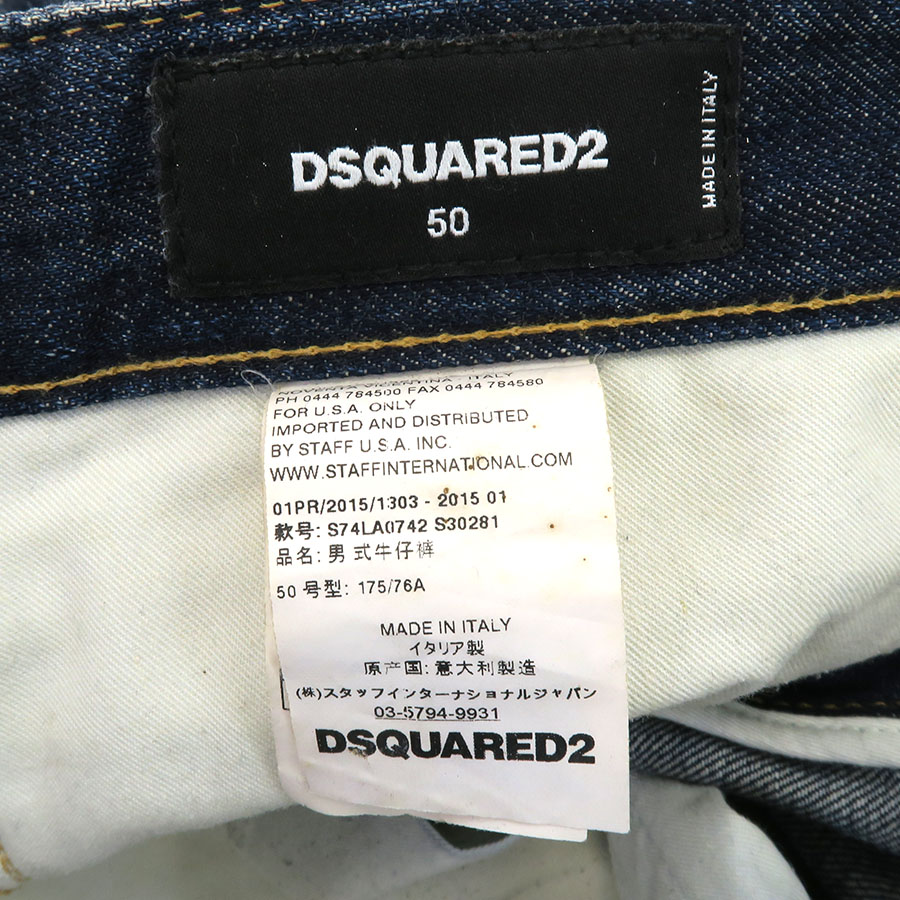 DSQUARED2
50
MADE IN ITALY
NOVENTA VICENTINA - ITALY
PH 0444 784500 FAX 0444 784580
FOR U.S.A. ONLY
IMPORTED AND DISTRIBUTED
BY STAFF U.S.A. INC.
WWW.STAFFINTERNATIONAL.COM
01PR/2015/1303 - 2015 01
款号: S74LA0742 S30281
品名: 男式牛仔裤
50 号型: 175/76A
MADE IN ITALY
イタリア製
原产国: 意大利製造
(株)スタッフインターナショナルジャパン
03-5794-9931
DSQUARED2